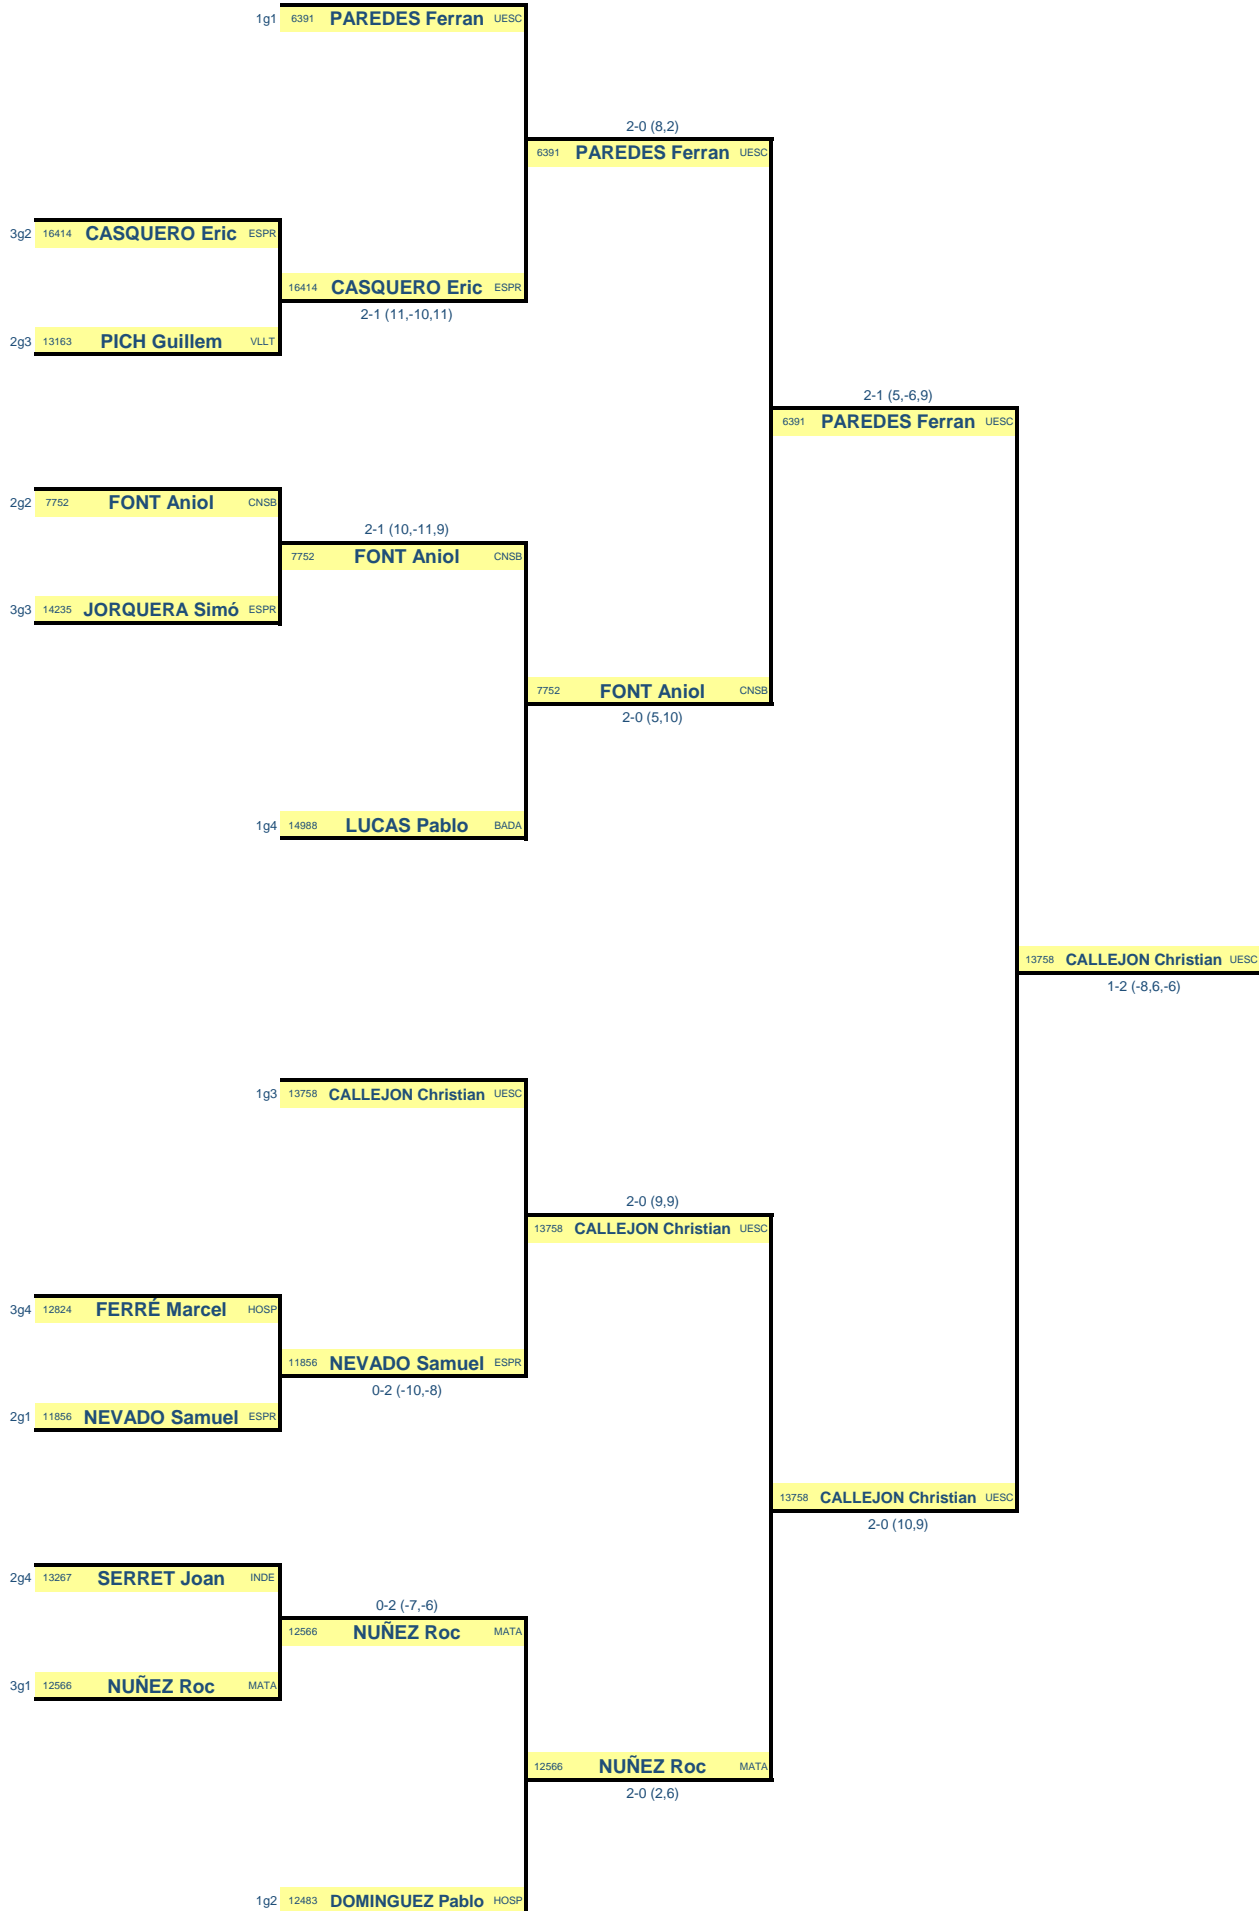 1g1 6391 PAREDES Ferran UESC
2-0 (8,2)
6391 PAREDES Ferran UESC
3g2 16414 CASQUERO Eric ESPR
16414 CASQUERO Eric ESPR
2-1 (11,-10,11)
2g3 13163 PICH Guillem VLLT
2-1 (5,-6,9)
6391 PAREDES Ferran UESC
2g2 7752 FONT Aniol CNSB
2-1 (10,-11,9)
7752 FONT Aniol CNSB
3g3 14235 JORQUERA Simó ESPR
7752 FONT Aniol CNSB
2-0 (5,10)
1g4 14988 LUCAS Pablo BADA
13758 CALLEJON Christian UESC
1-2 (-8,6,-6)
1g3 13758 CALLEJON Christian UESC
2-0 (9,9)
13758 CALLEJON Christian UESC
3g4 12824 FERRÉ Marcel HOSP
11856 NEVADO Samuel ESPR
0-2 (-10,-8)
2g1 11856 NEVADO Samuel ESPR
13758 CALLEJON Christian UESC
2-0 (10,9)
2g4 13267 SERRET Joan INDE
0-2 (-7,-6)
12566 NUÑEZ Roc MATA
3g1 12566 NUÑEZ Roc MATA
12566 NUÑEZ Roc MATA
2-0 (2,6)
1g2 12483 DOMINGUEZ Pablo HOSP